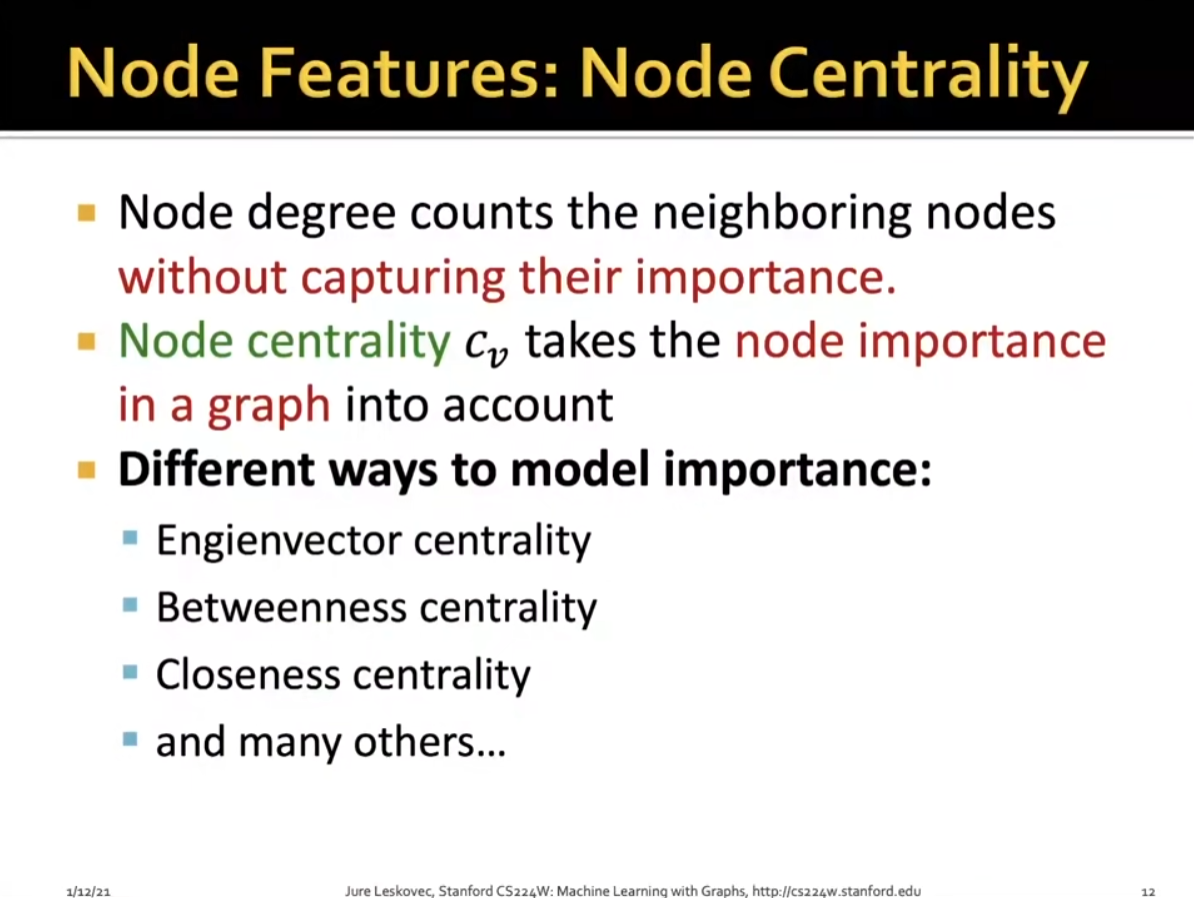 Node Features: Node Centrality
▪ Node degree counts the neighboring nodes
without capturing their importance.
▪ Node centrality 𝑐𝑣 takes the node importance
in a graph into account
▪ Different ways to model importance:
▪ Engienvector centrality
▪ Betweenness centrality
▪ Closeness centrality
▪ and many others…
1/12/21 Jure Leskovec, Stanford CS224W: Machine Learning with Graphs, http://cs224w.stanford.edu 12